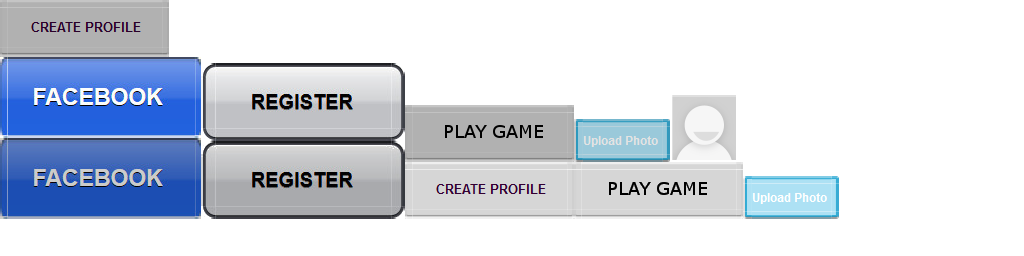 CREATE PROFILE
FACEBOOK
REGISTER
PLAY GAME
Upload Photo
FACEBOOK
REGISTER
CREATE PROFILE
PLAY GAME
Upload Photo